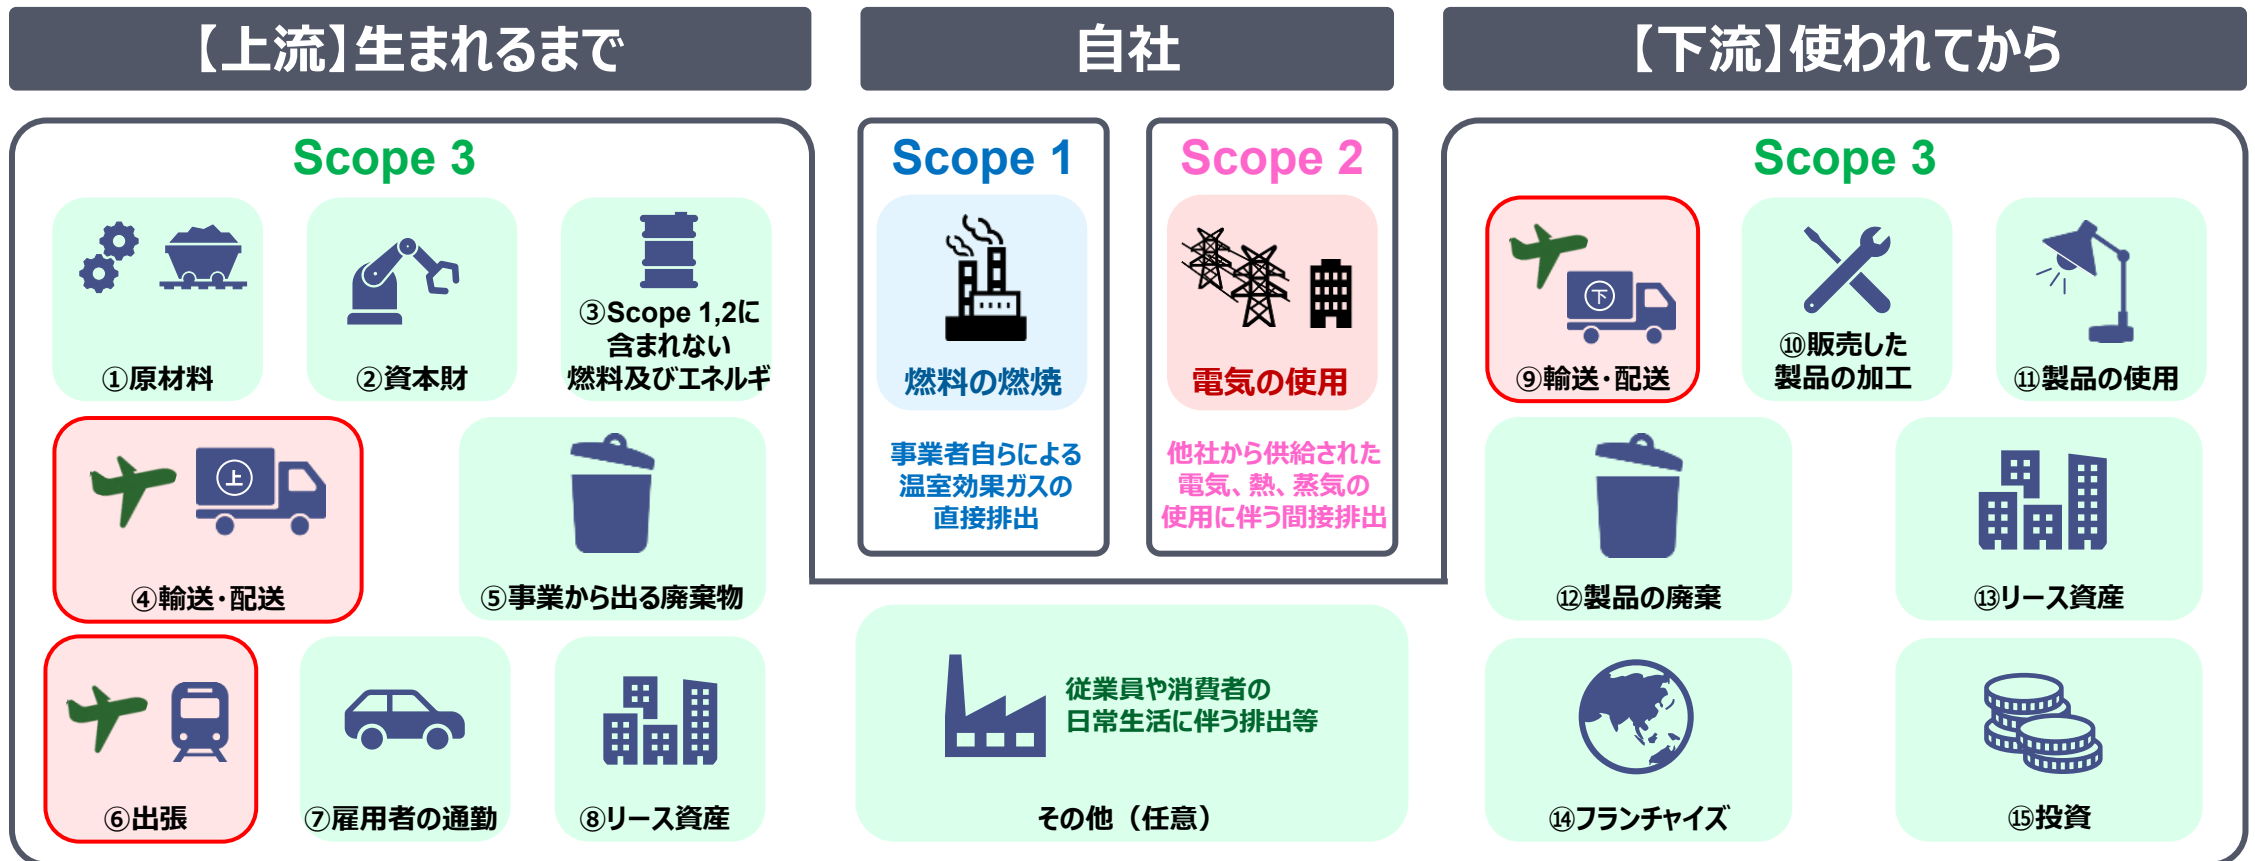 【上流】生まれるまで
自社
【下流】使われてから
Scope 3
①原材料
②資本財
③Scope 1,2に
含まれない
燃料及びエネルギ
上
④輸送・配送
⑤事業から出る廃棄物
⑥出張
⑦雇用者の通勤
⑧リース資産
Scope 1
燃料の燃焼
事業者自らによる
温室効果ガスの
直接排出
Scope 2
電気の使用
他社から供給された
電気、熱、蒸気の
使用に伴う間接排出
従業員や消費者の
日常生活に伴う排出等
その他（任意）
Scope 3
下
⑨輸送・配送
⑩販売した
製品の加工
⑪製品の使用
⑫製品の廃棄
⑬リース資産
⑭フランチャイズ
⑮投資